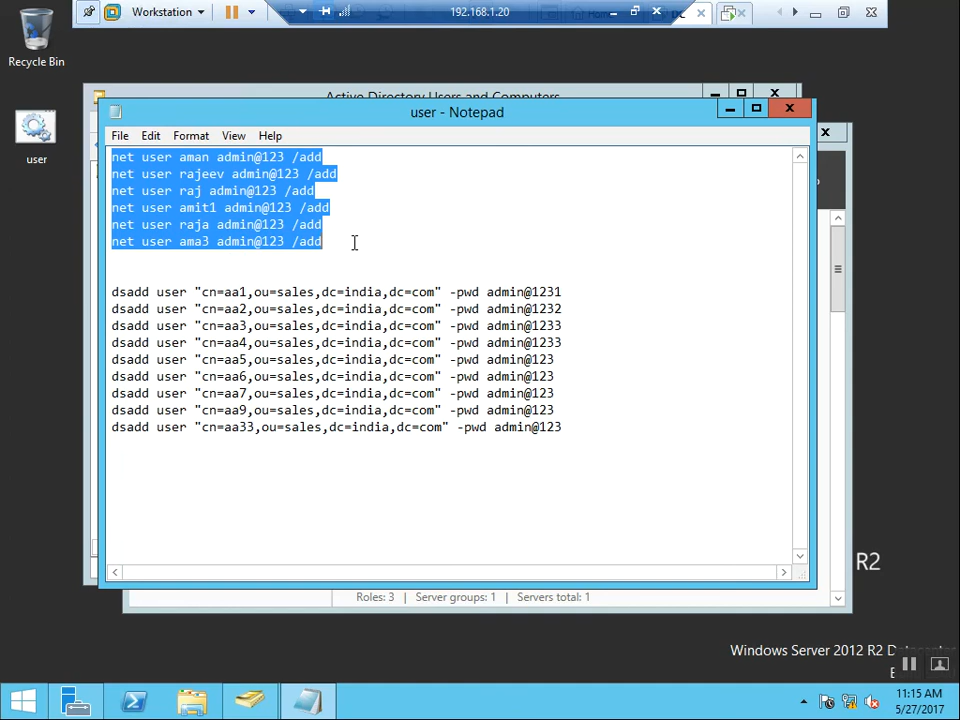 Workstation
192.168.1.20
DC
Recycle Bin
user
Active Directory Users and Computers
user - Notepad
File Edit Format View Help
net user aman admin@123 /add
net user rajeev admin@123 /add
net user raj admin@123 /add
net user amit1 admin@123 /add
net user raja admin@123 /add
net user ama3 admin@123 /add
dsadd user "cn=aa1,ou=sales,dc=india,dc=com" -pwd admin@1231
dsadd user "cn=aa2,ou=sales,dc=india,dc=com" -pwd admin@1232
dsadd user "cn=aa3,ou=sales,dc=india,dc=com" -pwd admin@1233
dsadd user "cn=aa4,ou=sales,dc=india,dc=com" -pwd admin@1233
dsadd user "cn=aa5,ou=sales,dc=india,dc=com" -pwd admin@123
dsadd user "cn=aa6,ou=sales,dc=india,dc=com" -pwd admin@123
dsadd user "cn=aa7,ou=sales,dc=india,dc=com" -pwd admin@123
dsadd user "cn=aa9,ou=sales,dc=india,dc=com" -pwd admin@123
dsadd user "cn=aa33,ou=sales,dc=india,dc=com" -pwd admin@123
R2
Roles: 3 | Server groups: 1 | Servers total: 1
Windows Server 2012 R2
11:15 AM
5/27/2017